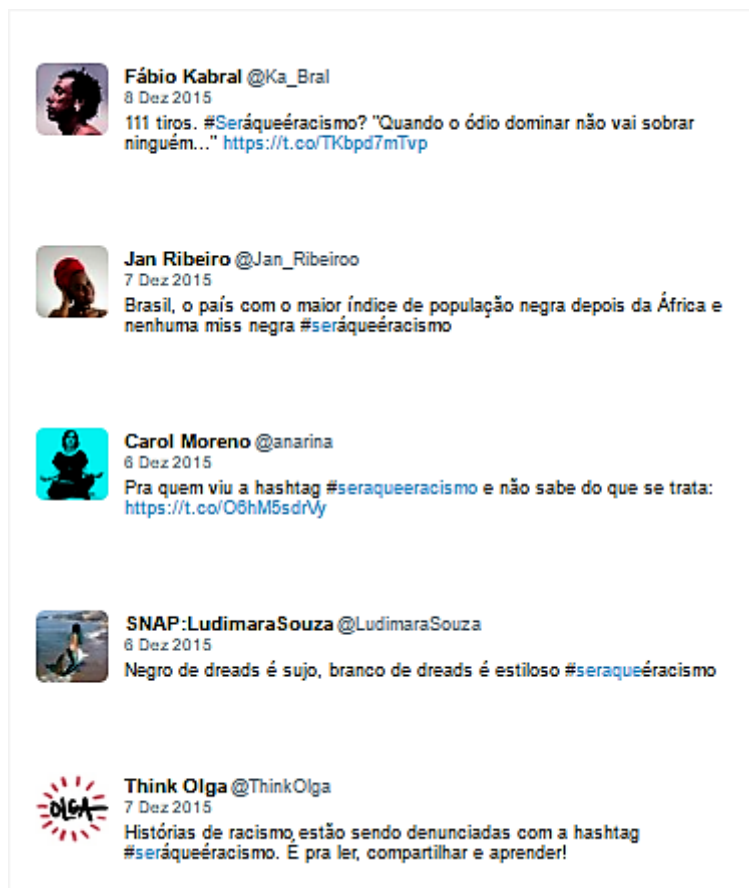 Fábio Kabral @Ka_Bral
8 Dez 2015
111 tiros. #Seráqueéracismo? "Quando o ódio dominar não vai sobrar
ninguém..." https://t.co/TKbpd7mTvp
Jan Ribeiro @Jan_Ribeiroo
7 Dez 2015
Brasil, o país com o maior índice de população negra depois da África e
nenhuma miss negra #seráqueéracismo
Carol Moreno @anarina
6 Dez 2015
Pra quem viu a hashtag #seraqueeracismo e não sabe do que se trata:
https://t.co/O6hM5sdrVy
SNAP:LudimaraSouza @LudimaraSouza
6 Dez 2015
Negro de dreads é sujo, branco de dreads é estiloso #seraqueéracismo
OLGA
Think Olga @ThinkOlga
7 Dez 2015
Histórias de racismo estão sendo denunciadas com a hashtag
#seráqueéracismo. É pra ler, compartilhar e aprender!